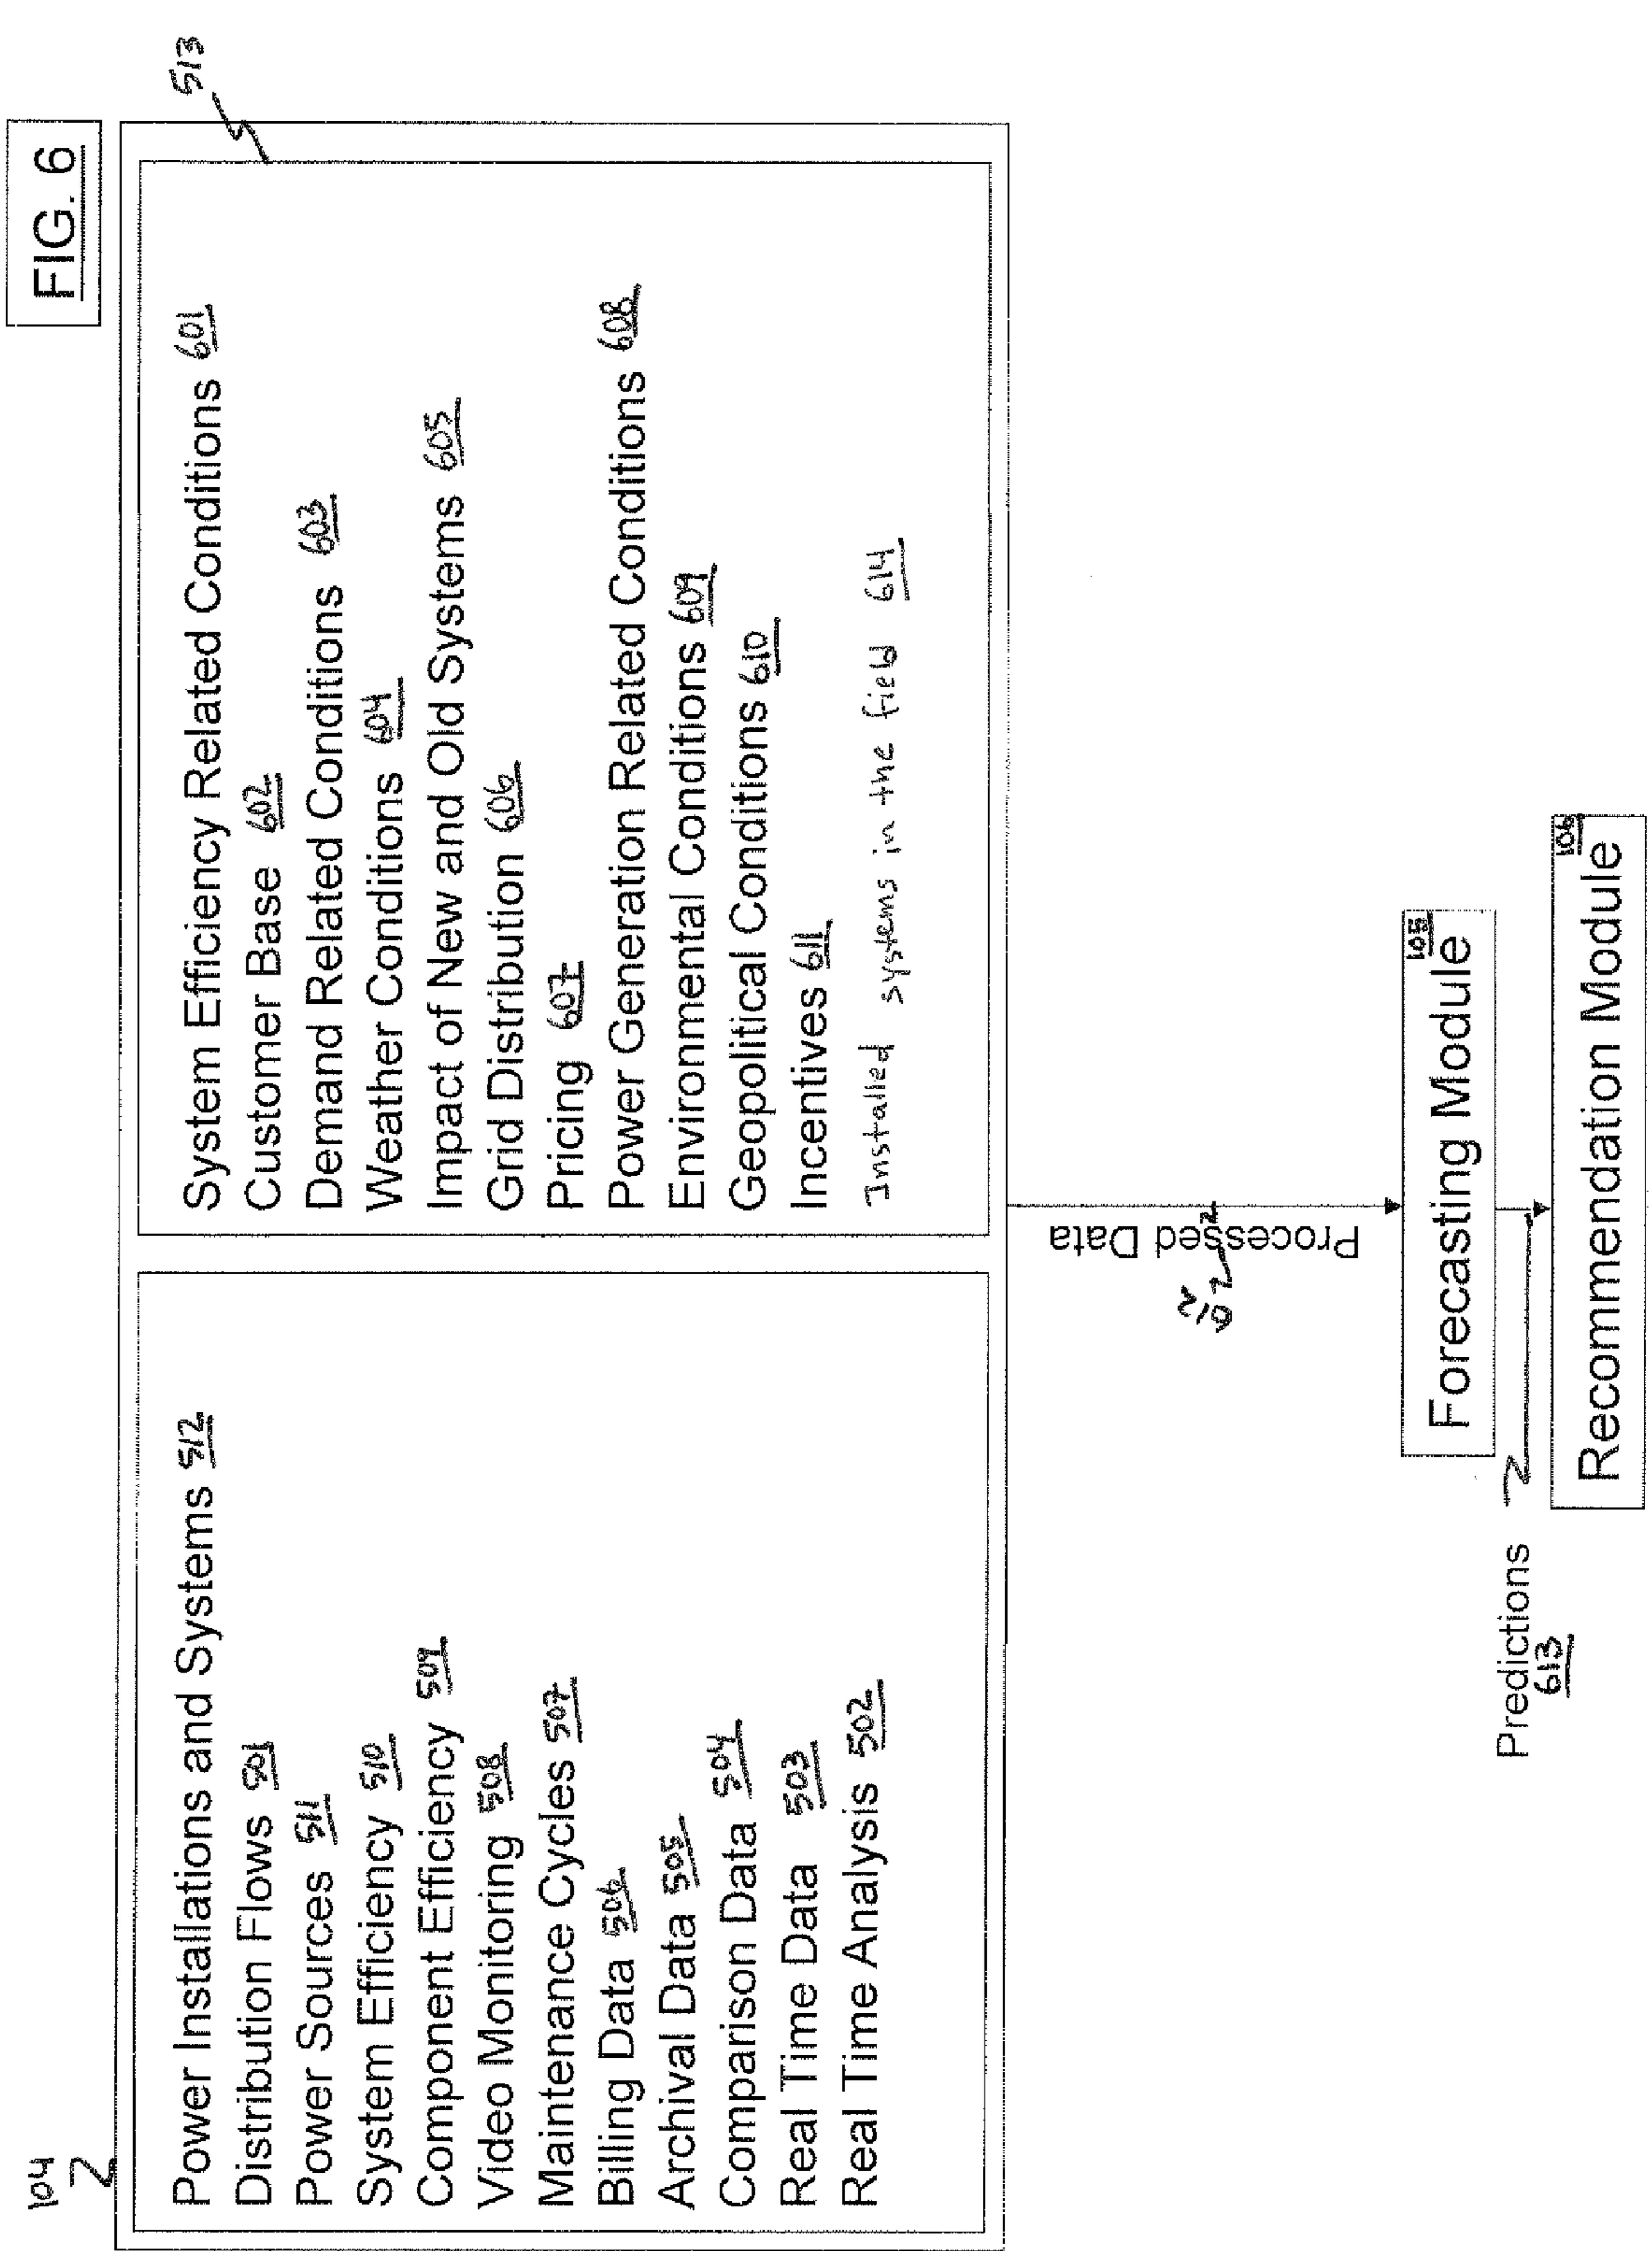 FIG. 6
104
513
Power Installations and Systems 512
Distribution Flows 501
Power Sources 511
System Efficiency 510
Component Efficiency 509
Video Monitoring 508
Maintenance Cycles 507
Billing Data 506
Archival Data 505
Comparison Data 504
Real Time Data 503
Real Time Analysis 502
System Efficiency Related Conditions 601
Customer Base 602
Demand Related Conditions 603
Weather Conditions 604
Impact of New and Old Systems 605
Grid Distribution 606
Pricing 607
Power Generation Related Conditions 608
Environmental Conditions 609
Geopolitical Conditions 610
Incentives 611
Installed systems in the field 614
Processed Data
Forecasting Module 105
Predictions
613
Recommendation Module 106